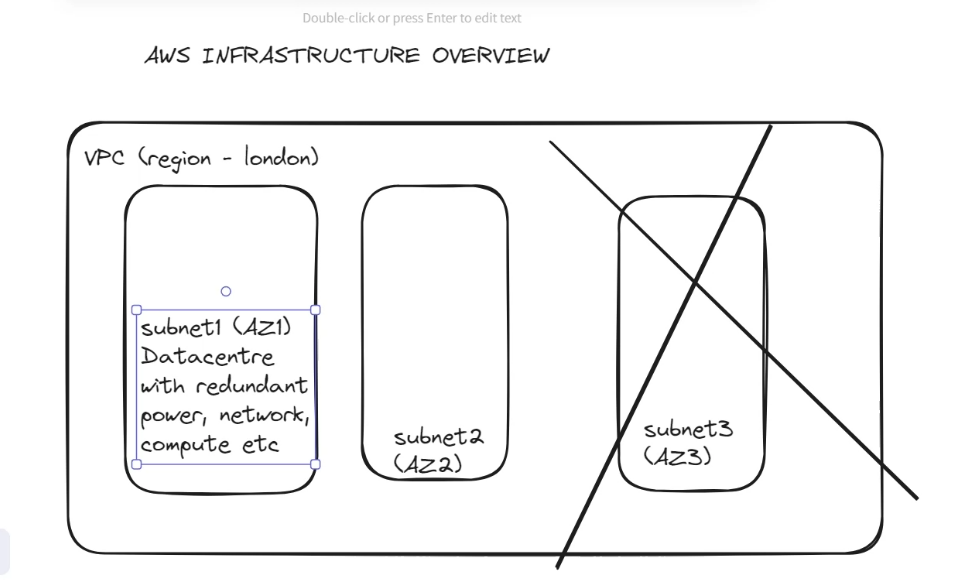 Double-click or press Enter to edit text
AWS INFRASTRUCTURE OVERVIEW
VPC (region - london)
subnet1 (AZ1)
Datacentre
with redundant
power, network,
compute etc
subnet2
(AZ2)
subnet3
(AZ3)